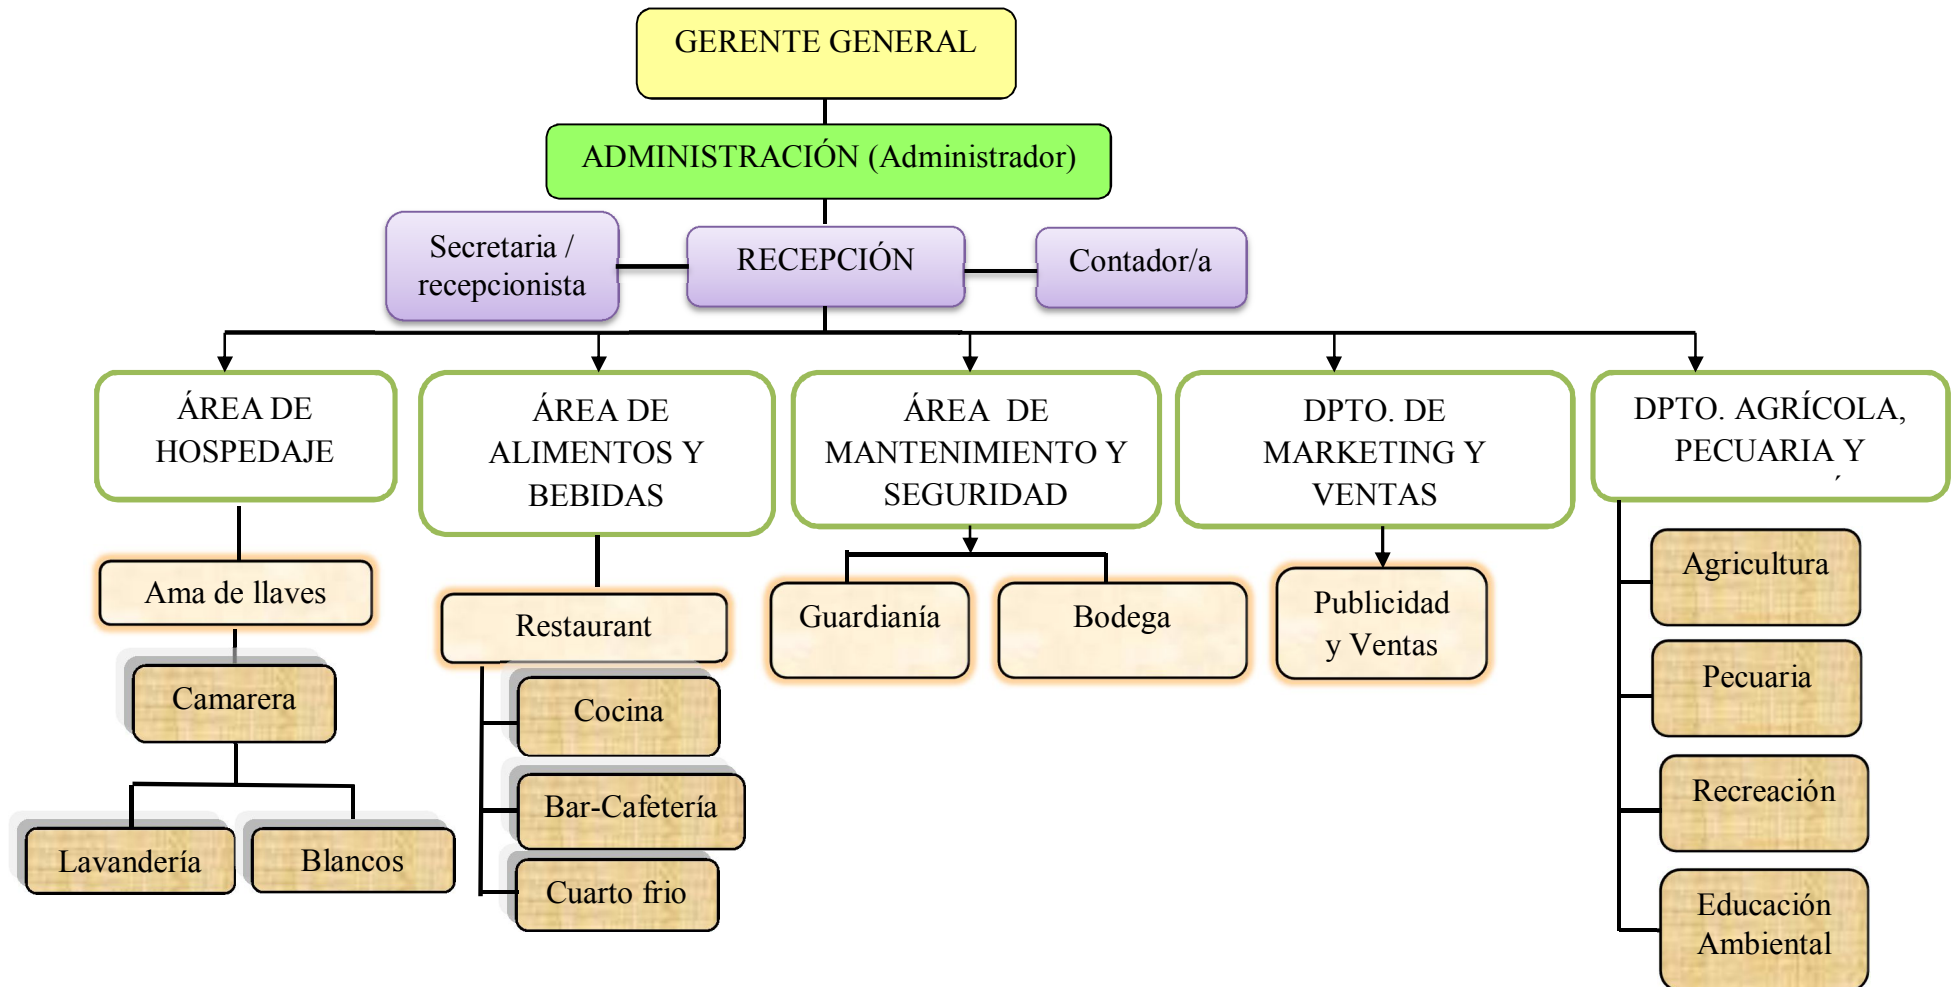 GERENTE GENERAL
ADMINISTRACIÓN (Administrador)
Secretaria /
recepcionista
RECEPCIÓN
Contador/a
ÁREA DE
HOSPEDAJE
ÁREA DE
ALIMENTOS Y
BEBIDAS
ÁREA DE
MANTENIMIENTO Y
SEGURIDAD
DPTO. DE
MARKETING Y
VENTAS
DPTO. AGRÍCOLA,
PECUARIA Y
Ama de llaves
Camarera
Lavandería
Blancos
Restaurant
Cocina
Bar-Cafetería
Cuarto frio
Guardianía
Bodega
Publicidad
y Ventas
Agricultura
Pecuaria
Recreación
Educación
Ambiental